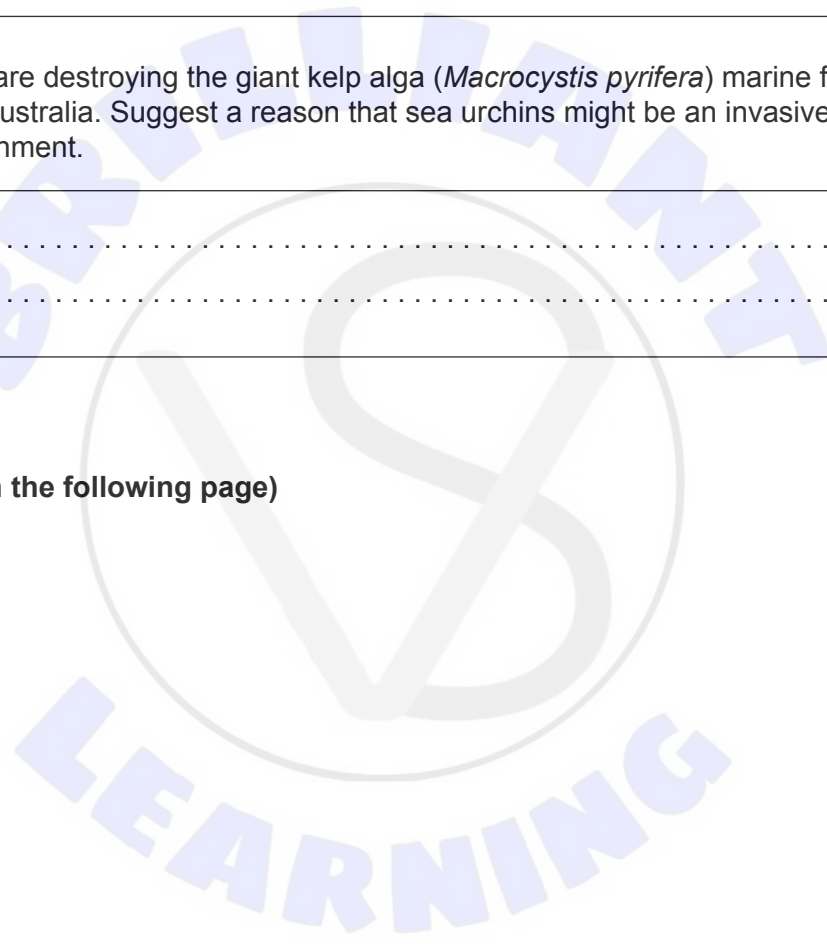 are destroying the giant kelp alga (Macrocystis pyrifera) marine f
ustralia. Suggest a reason that sea urchins might be an invasive
nment.
. . . . . . . . . . . . . . . . . . . . . . . . . . . . . . . . . . . . . . . . . . . . . . . . . . . . . . . . .
. . . . . . . . . . . . . . . . . . . . . . . . . . . . . . . . . . . . . . . . . . . . . . . . . . . . . . . . .
the following page)
BRILLIANT
VS
LEARNING